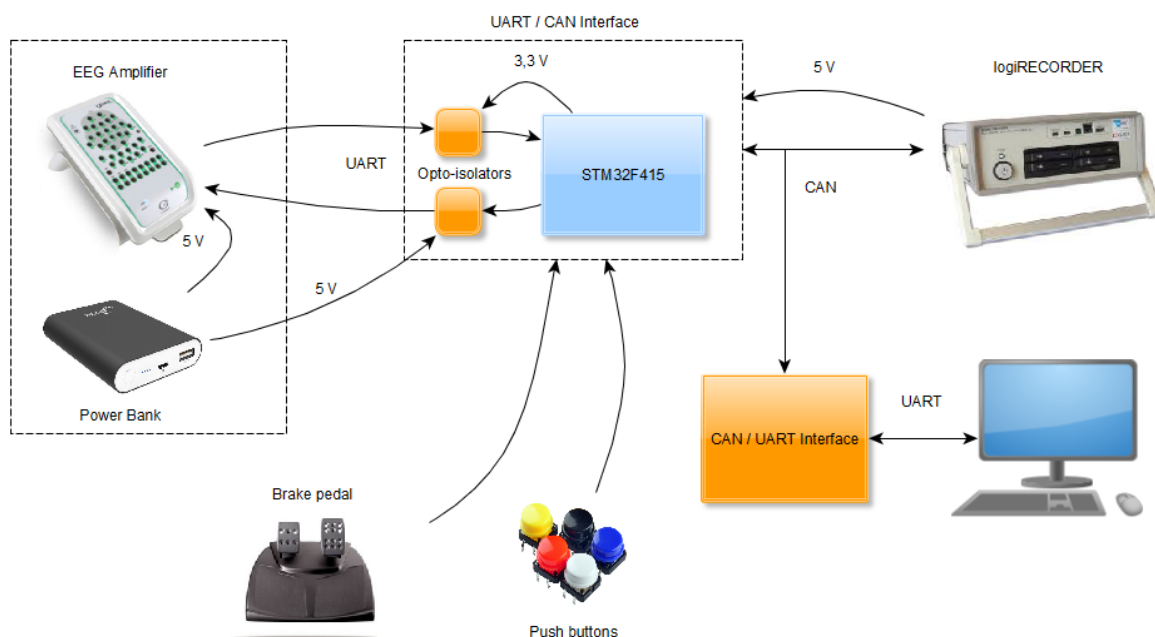 UART / CAN Interface
EEG Amplifier
3,3 V
5 V
logiRECORDER
UART
Opto-isolators
STM32F415
CAN
5 V
5 V
Power Bank
UART
CAN / UART Interface
Brake pedal
Push buttons